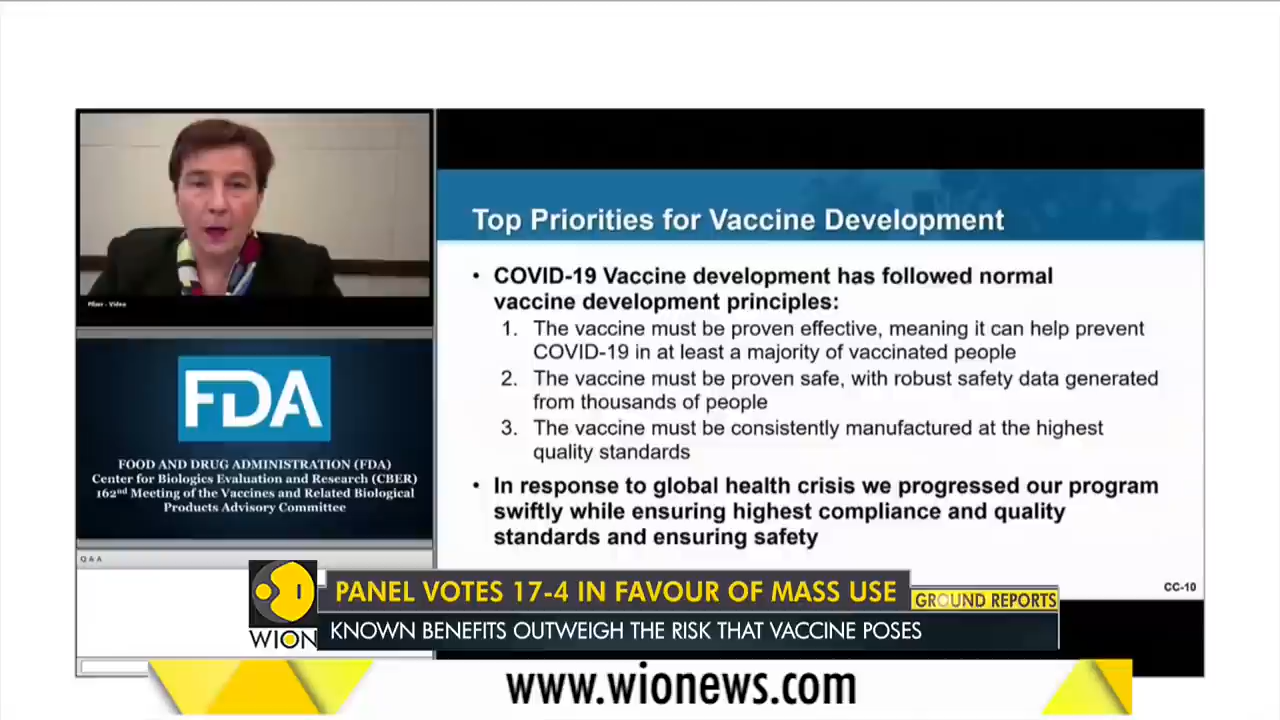 Top Priorities for Vaccine Development
• COVID-19 Vaccine development has followed normal
vaccine development principles:
1. The vaccine must be proven effective, meaning it can help prevent
COVID-19 in at least a majority of vaccinated people
2. The vaccine must be proven safe, with robust safety data generated
from thousands of people
3. The vaccine must be consistently manufactured at the highest
quality standards
• In response to global health crisis we progressed our program
swiftly while ensuring highest compliance and quality
standards and ensuring safety
CC-10
Pfizer - Video
FDA
FOOD AND DRUG ADMINISTRATION (FDA)
Center for Biologics Evaluation and Research (CBER)
162nd Meeting of the Vaccines and Related Biological
Products Advisory Committee
Q & A
WION
PANEL VOTES 17-4 IN FAVOUR OF MASS USE
GROUND REPORTS
KNOWN BENEFITS OUTWEIGH THE RISK THAT VACCINE POSES
www.wionews.com